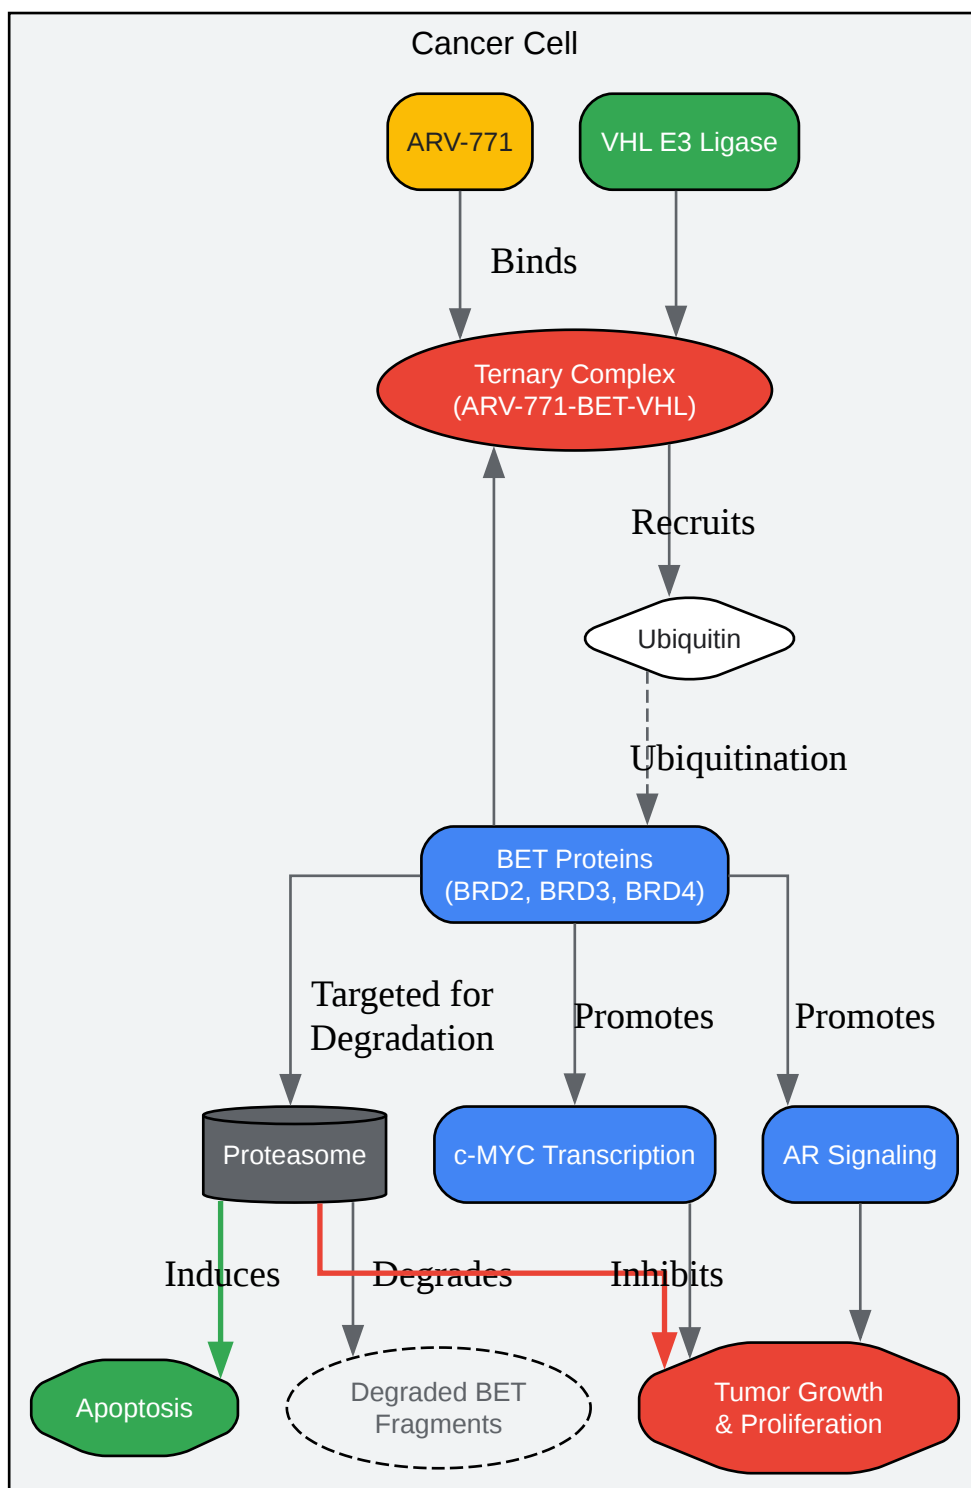 Cancer Cell
ARV-771
VHL E3 Ligase
Binds
Ternary Complex
(ARV-771-BET-VHL)
Recruits
Ubiquitin
Ubiquitination
BET Proteins
(BRD2, BRD3, BRD4)
Targeted for
Degradation
Promotes
Promotes
Proteasome
c-MYC Transcription
AR Signaling
Induces
Degrades
Inhibits
Apoptosis
Degraded BET
Fragments
Tumor Growth
& Proliferation